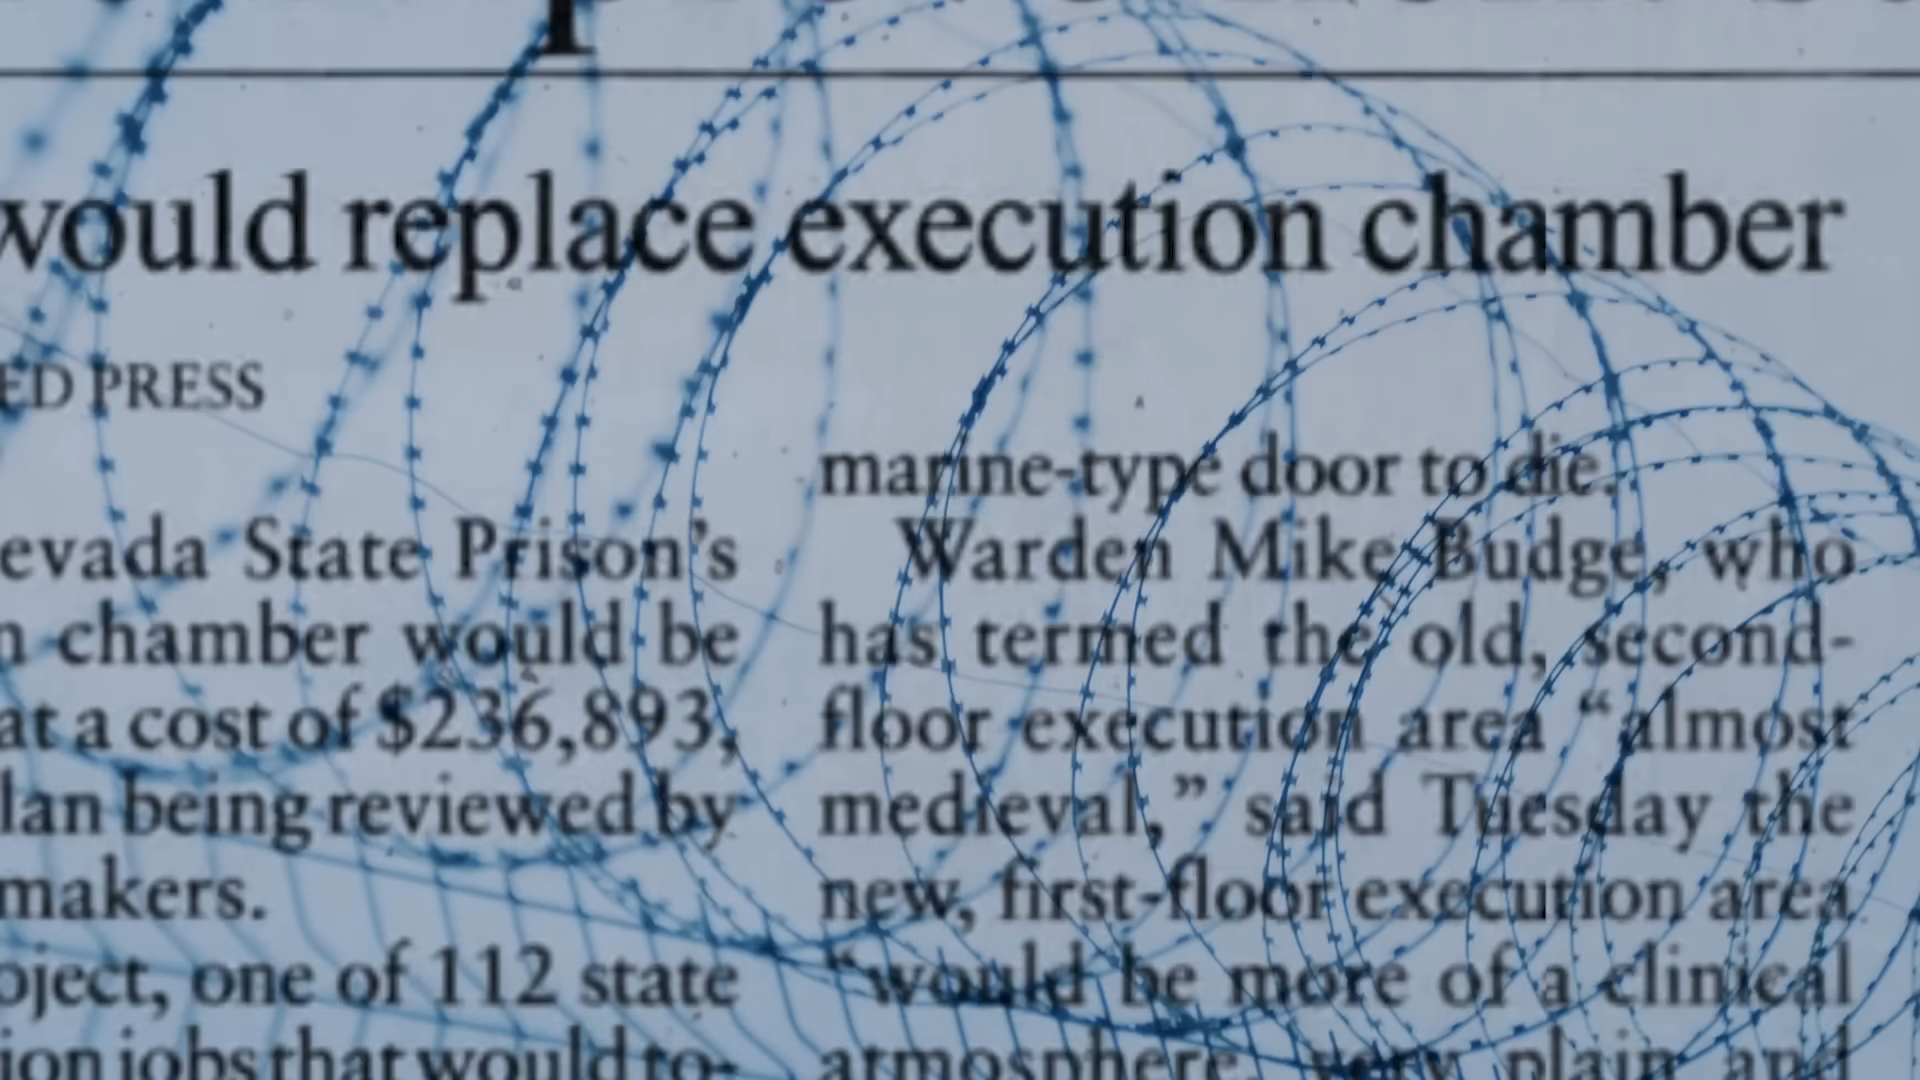 would replace execution chamber
ED PRESS
evada State Prison's
n chamber would be
at a cost of $236,893,
lan being reviewed by
makers.
oject, one of 112 state
ion jobs that would to-
marine-type door to die.
Warden Mike Budge, who
has termed the old, second-
floor execution area “almost
medieval,” said Tuesday the
new, first-floor execution area
“would be more of a clinical
atmosphere, very plain and